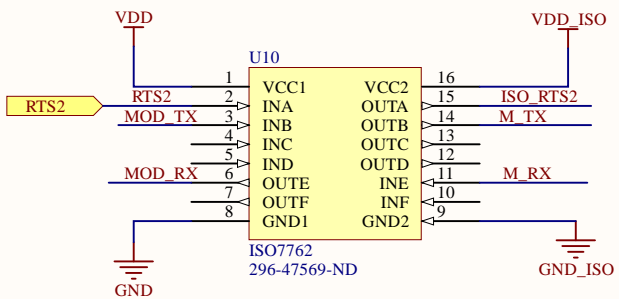 VDD VDD_ISO
U10
1 VCC1 VCC2 16
RTS2 RTS2 2 INA OUTA 15 ISO_RTS2
MOD_TX 3 INB OUTB 14 M_TX
4 INC OUTC 13
5 IND OUTD 12
MOD_RX 6 OUTE INE 11 M_RX
7 OUTF INF 10
8 GND1 GND2 9
ISO7762
296-47569-ND
GND GND_ISO